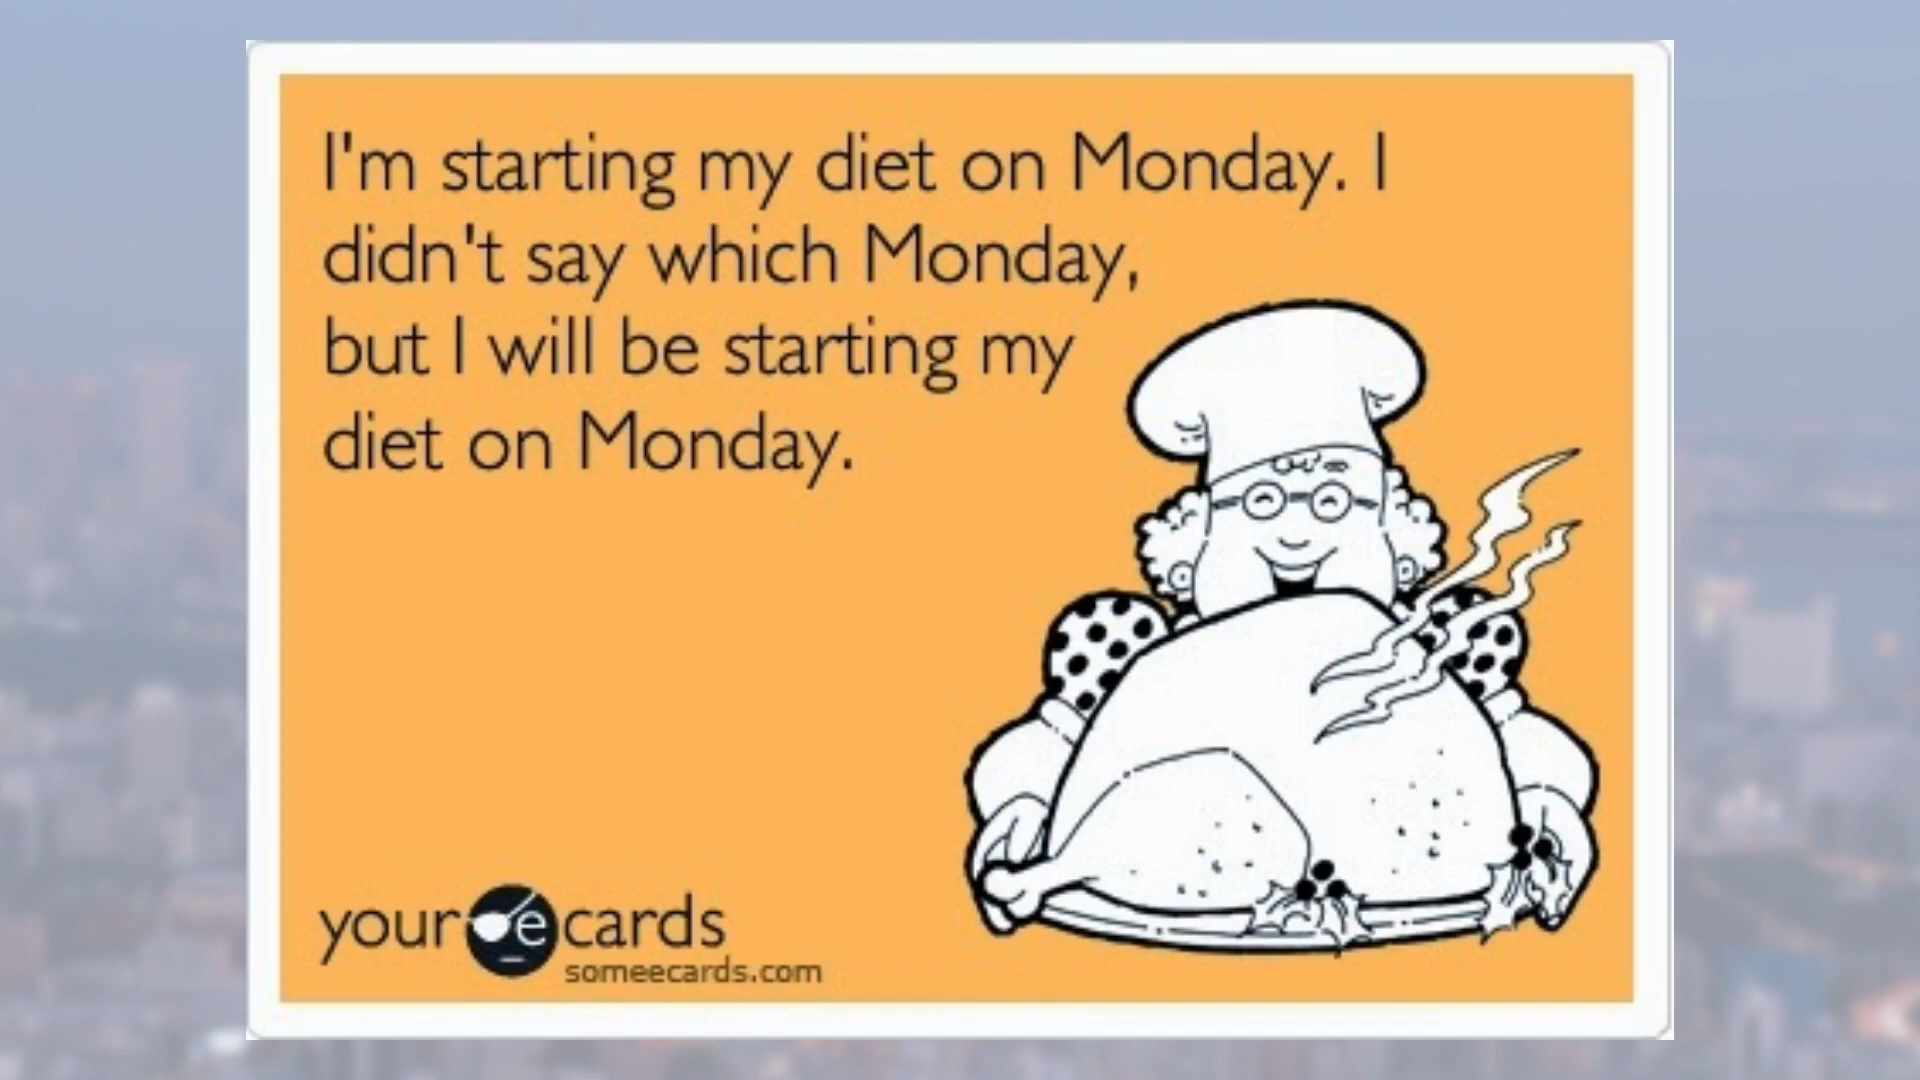 I'm starting my diet on Monday. I
didn't say which Monday,
but I will be starting my
diet on Monday.
your e cards
someecards.com